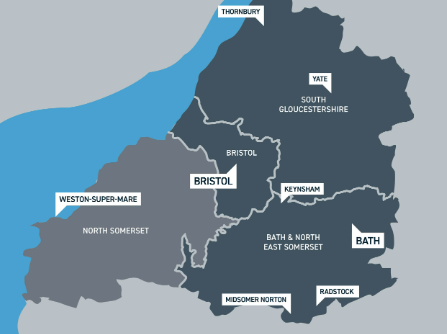 THORNBURY
YATE
SOUTH
GLOUCESTERSHIRE
BRISTOL
BRISTOL
KEYNSHAM
WESTON-SUPER-MARE
NORTH SOMERSET
BATH & NORTH
EAST SOMERSET
BATH
MIDSOMER NORTON
RADSTOCK